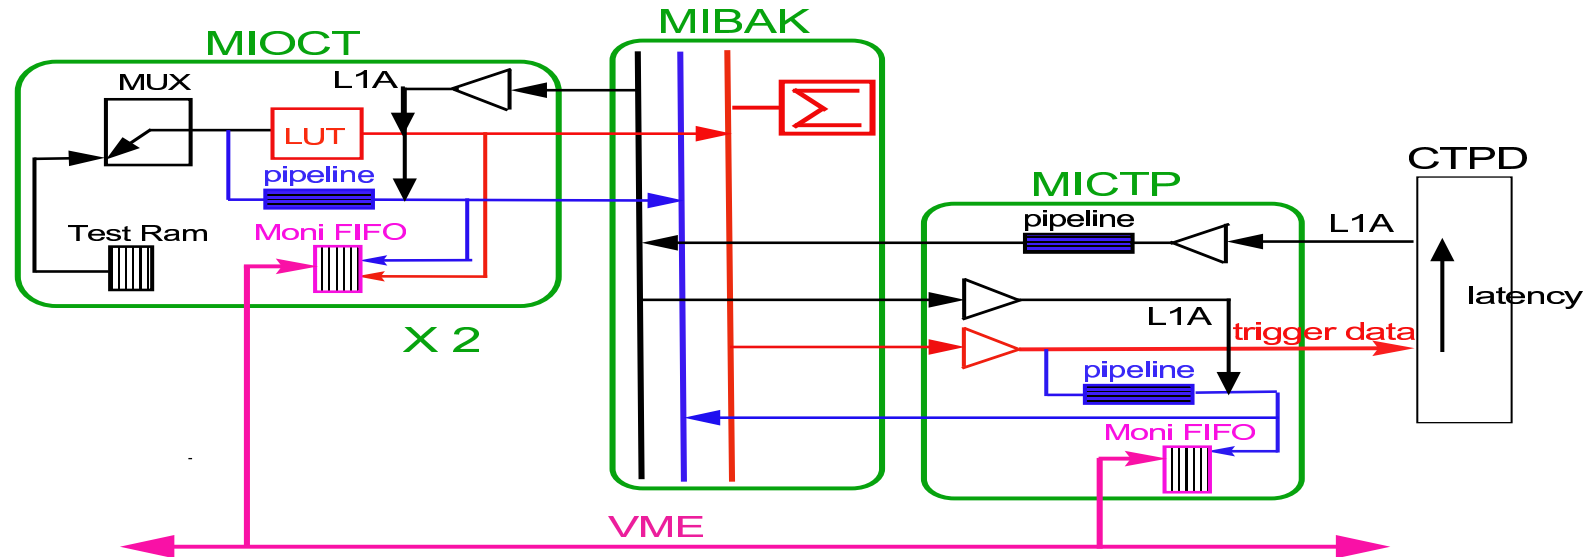 MIBAK
MIOCT
MUX
L1A
LUT
pipeline
Test Ram
Moni FIFO
X 2
CTPD
MICTP
pipeline
L1A
latency
L1A
trigger data
pipeline
Moni FIFO
-
VME